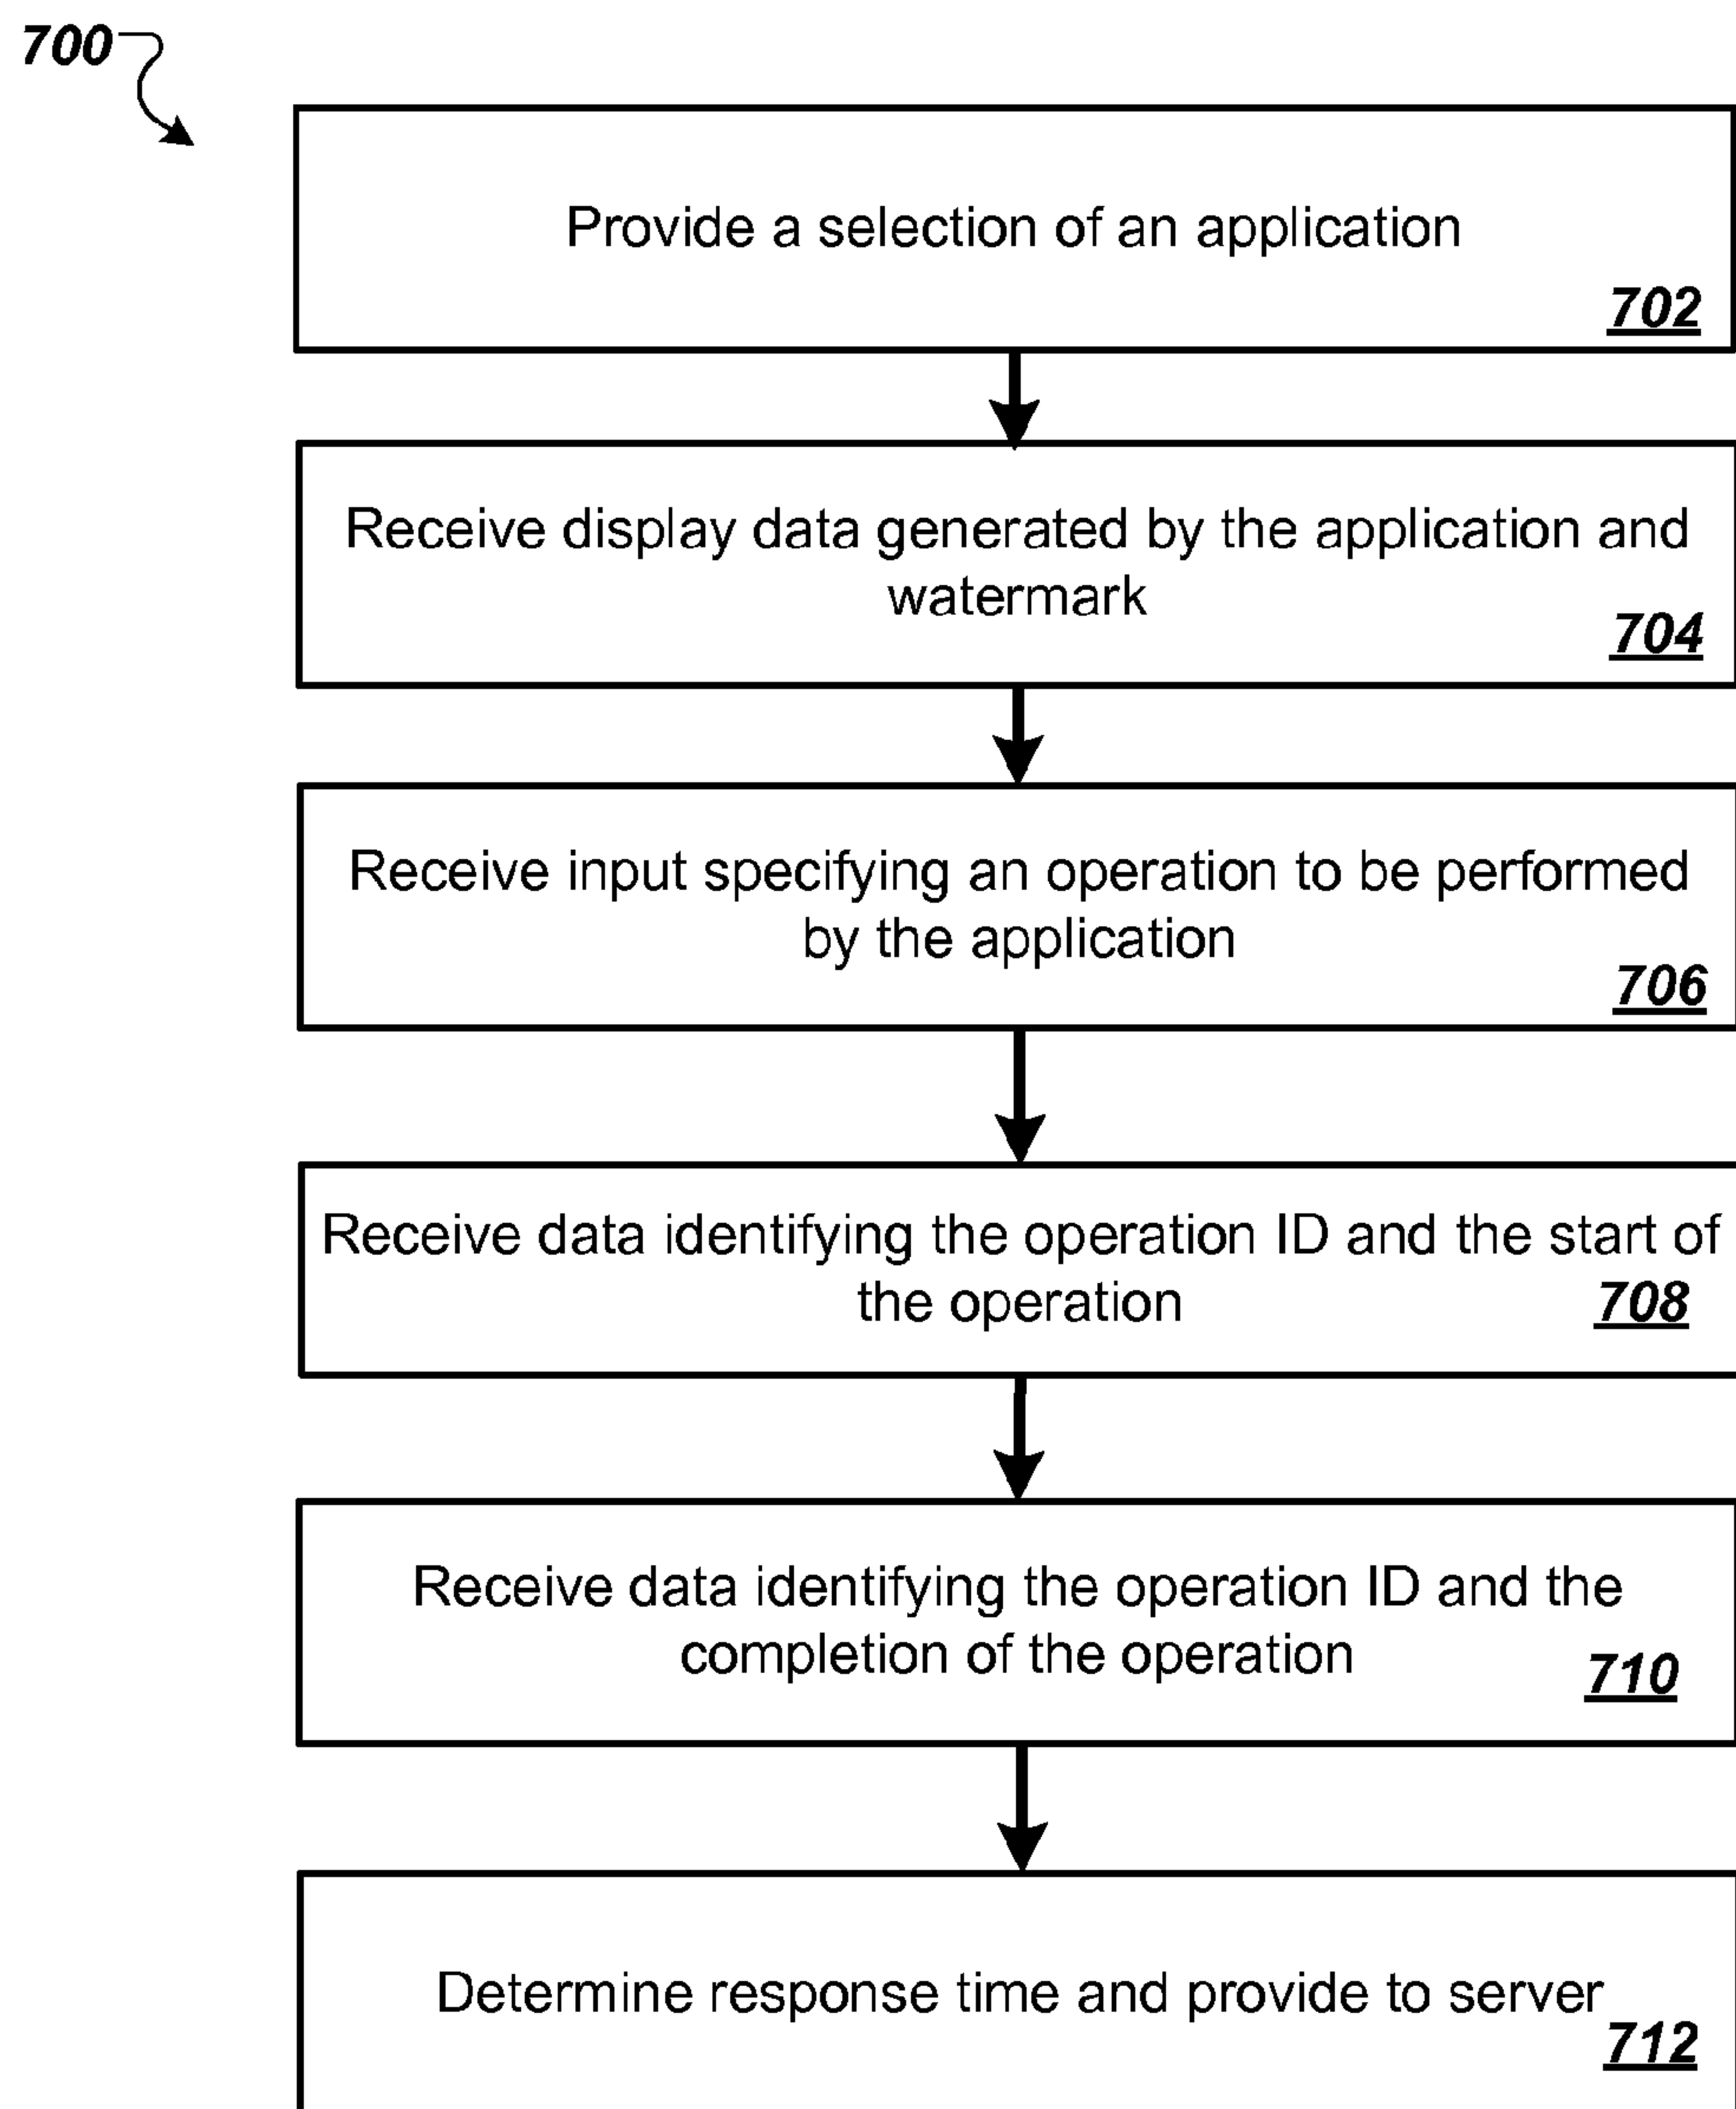 700
Provide a selection of an application
702
Receive display data generated by the application and
watermark
704
Receive input specifying an operation to be performed
by the application
706
Receive data identifying the operation ID and the start of
the operation
708
Receive data identifying the operation ID and the
completion of the operation
710
Determine response time and provide to server
712